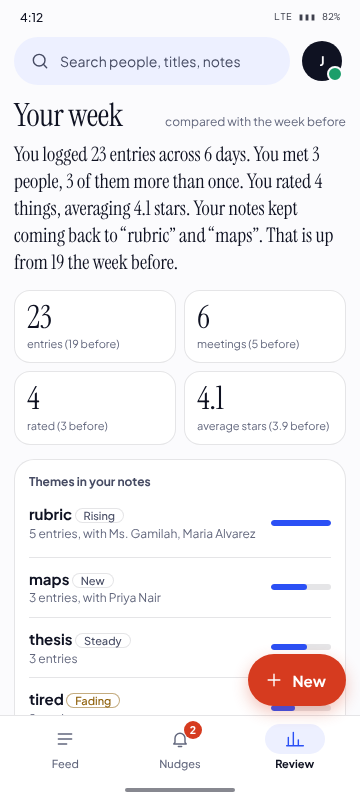 4:12
LTE 82%
Search people, titles, notes
J
Your week
compared with the week before
You logged 23 entries across 6 days. You met 3
people, 3 of them more than once. You rated 4
things, averaging 4.1 stars. Your notes kept
coming back to “rubric” and “maps”. That is up
from 19 the week before.
23
entries (19 before)
6
meetings (5 before)
4
rated (3 before)
4.1
average stars (3.9 before)
Themes in your notes
rubric Rising
5 entries, with Ms. Gamilah, Maria Alvarez
maps New
3 entries, with Priya Nair
thesis Steady
3 entries
tired Fading
+ New
2
Feed
Nudges
Review